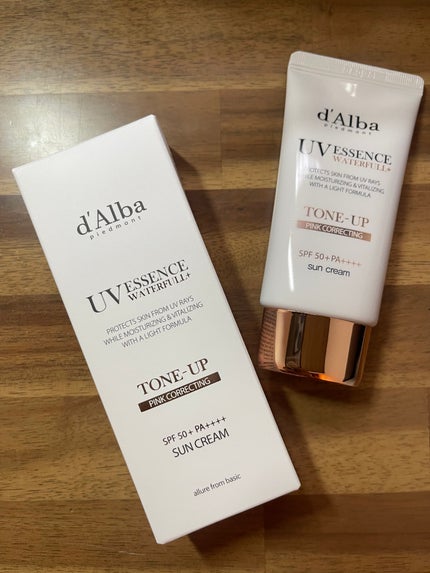 d'Alba
piedmont
UV ESSENCE
WATERFULL+
PROTECTS SKIN FROM UV RAYS
WHILE MOISTURIZING & VITALIZING
WITH A LIGHT FORMULA
TONE-UP
PINK CORRECTING
SPF 50+ PA++++
SUN CREAM
allure from basic
d'Alba
piedmont
UV ESSENCE
WATERFULL+
PROTECTS SKIN FROM UV RAYS
WHILE MOISTURIZING & VITALIZING
WITH A LIGHT FORMULA
TONE-UP
PINK CORRECTING
SPF 50+ PA++++
sun cream